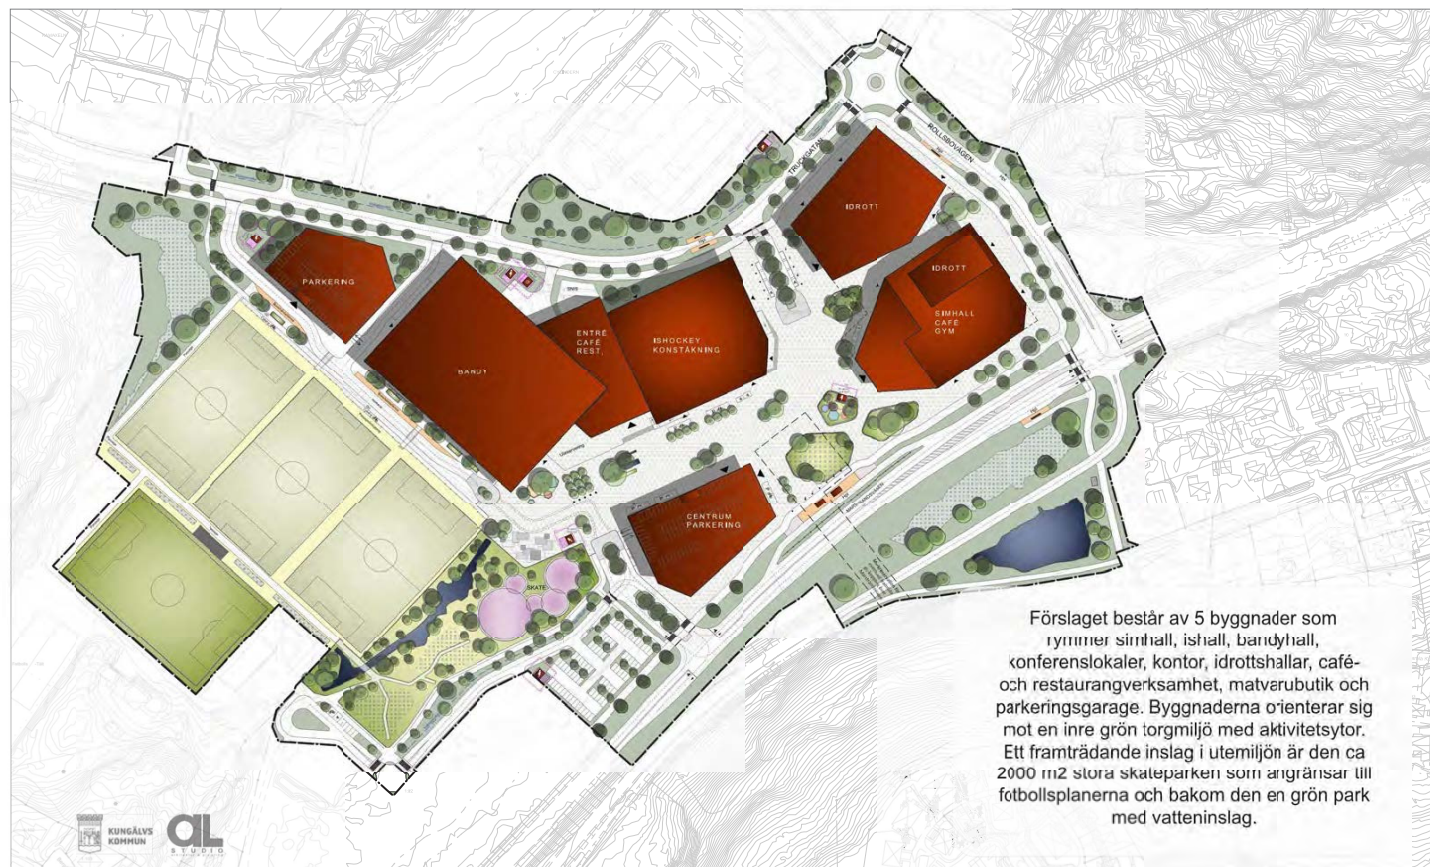 TRUCKGATAN
ROLLSBOVÄGEN
IDROTT
PARKERING
IDROTT
SIMHALL
CAFÉ
GYM
ENTRÉ
CAFÉ
REST.
ISHOCKEY
KONSTÅKNING
BANDY
CENTRUM
PARKERING
SKATE
Förslaget består av 5 byggnader som
rymmer simhall, ishall, bandyhall,
konferenslokaler, kontor, idrottshallar, café-
och restaurangverksamhet, matvarubutik och
parkeringsgarage. Byggnaderna orienterar sig
mot en inre grön torgmiljö med aktivitetsytor.
Ett framträdande inslag i utemiljön är den ca
2000 m2 stora skateparken som angränsar till
fotbollsplanerna och bakom den en grön park
med vatteninslag.
KUNGÄLVS
KOMMUN
aL
STUDIO